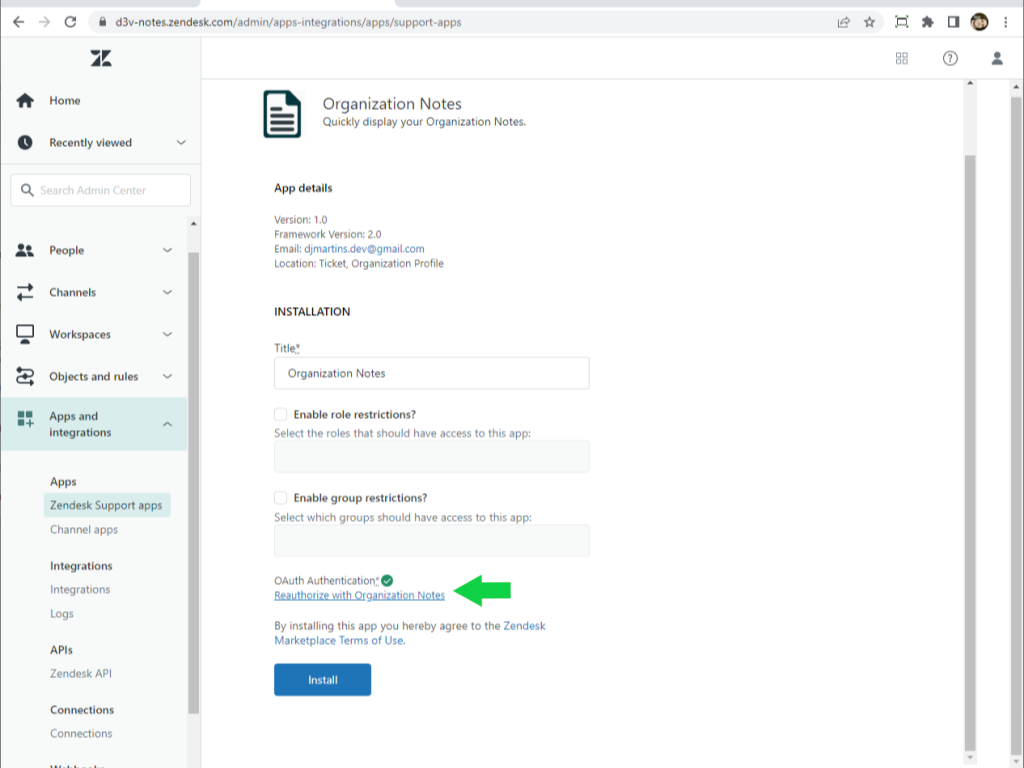 d3v-notes.zendesk.com/admin/apps-integrations/apps/support-apps
Home
Recently viewed
Search Admin Center
People
Channels
Workspaces
Objects and rules
Apps and
integrations
Apps
Zendesk Support apps
Channel apps
Integrations
Integrations
Logs
APIs
Zendesk API
Connections
Connections
Organization Notes
Quickly display your Organization Notes.
App details
Version: 1.0
Framework Version: 2.0
Email: djmartins.dev@gmail.com
Location: Ticket, Organization Profile
INSTALLATION
Title*
Organization Notes
Enable role restrictions?
Select the roles that should have access to this app:
Enable group restrictions?
Select which groups should have access to this app:
OAuth Authentication*
Reauthorize with Organization Notes
By installing this app you hereby agree to the Zendesk
Marketplace Terms of Use.
Install